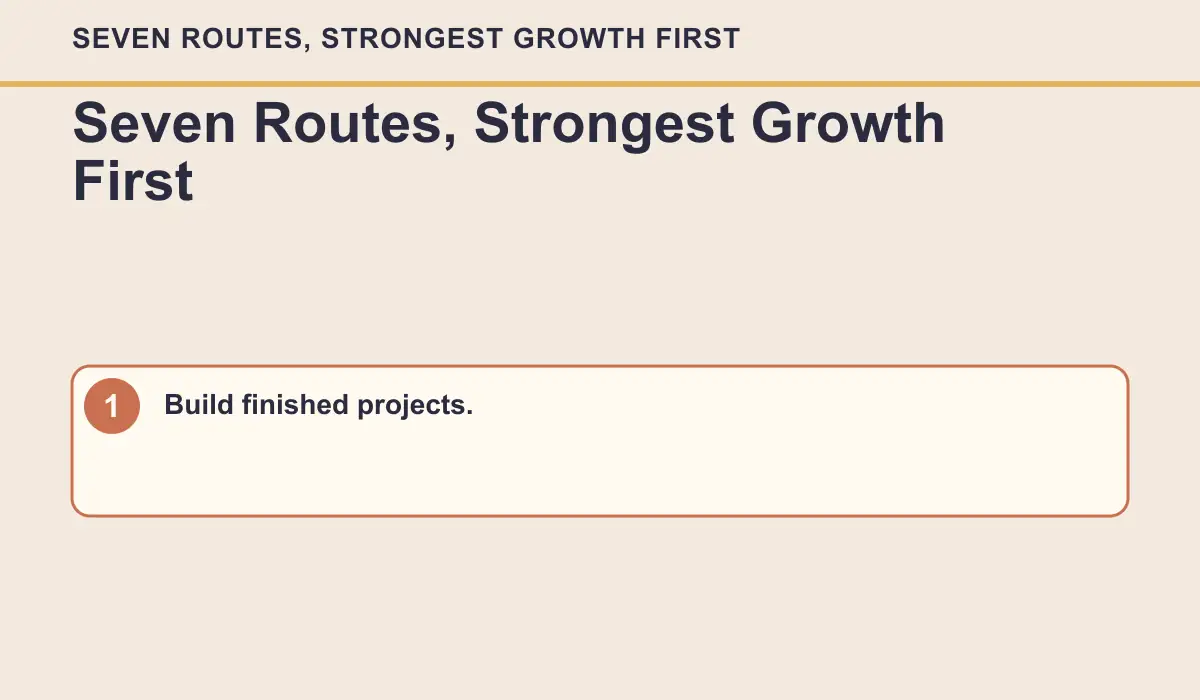 SEVEN ROUTES, STRONGEST GROWTH FIRST
Seven Routes, Strongest Growth
First
1 Build finished projects.